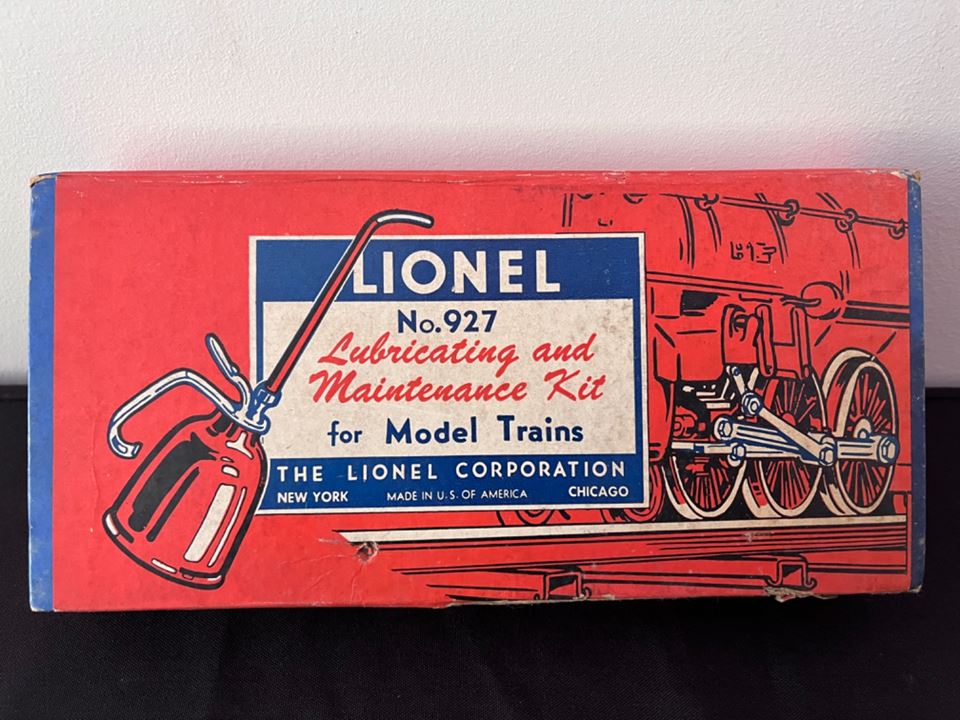 LIONEL
No.927
Lubricating and
Maintenance Kit
for Model Trains
THE LIONEL CORPORATION
NEW YORK MADE IN U.S. OF AMERICA CHICAGO